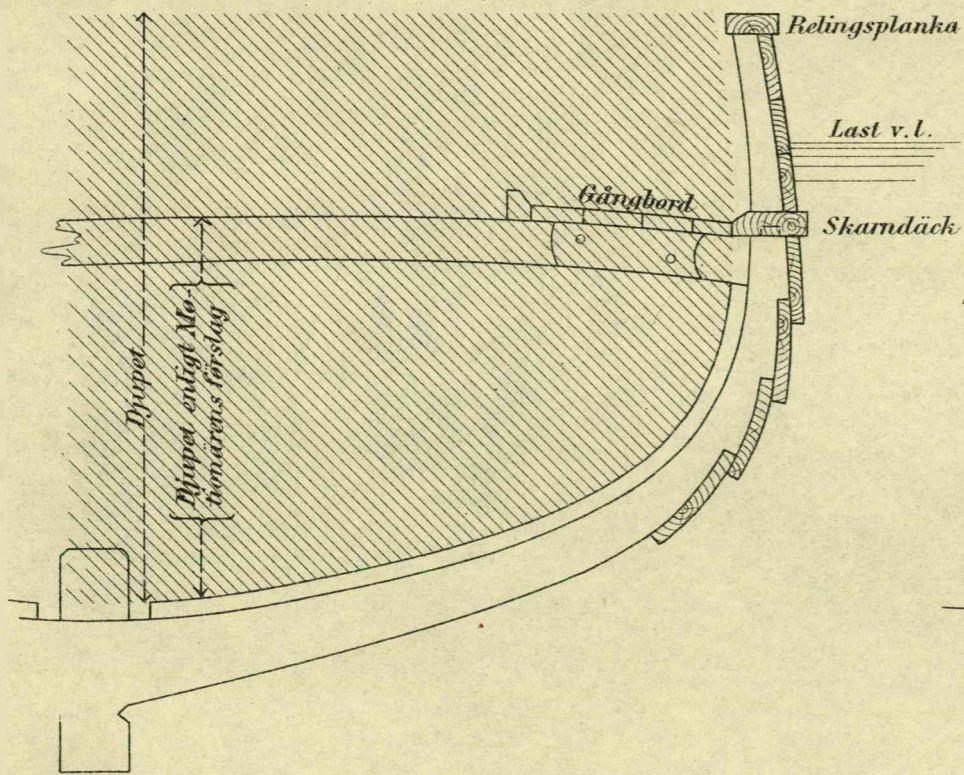 Relingsplanka
Last v.l.
Gångbord
Skarndäck
Djupet
Djupet enligt Mo-
tionärens förslag